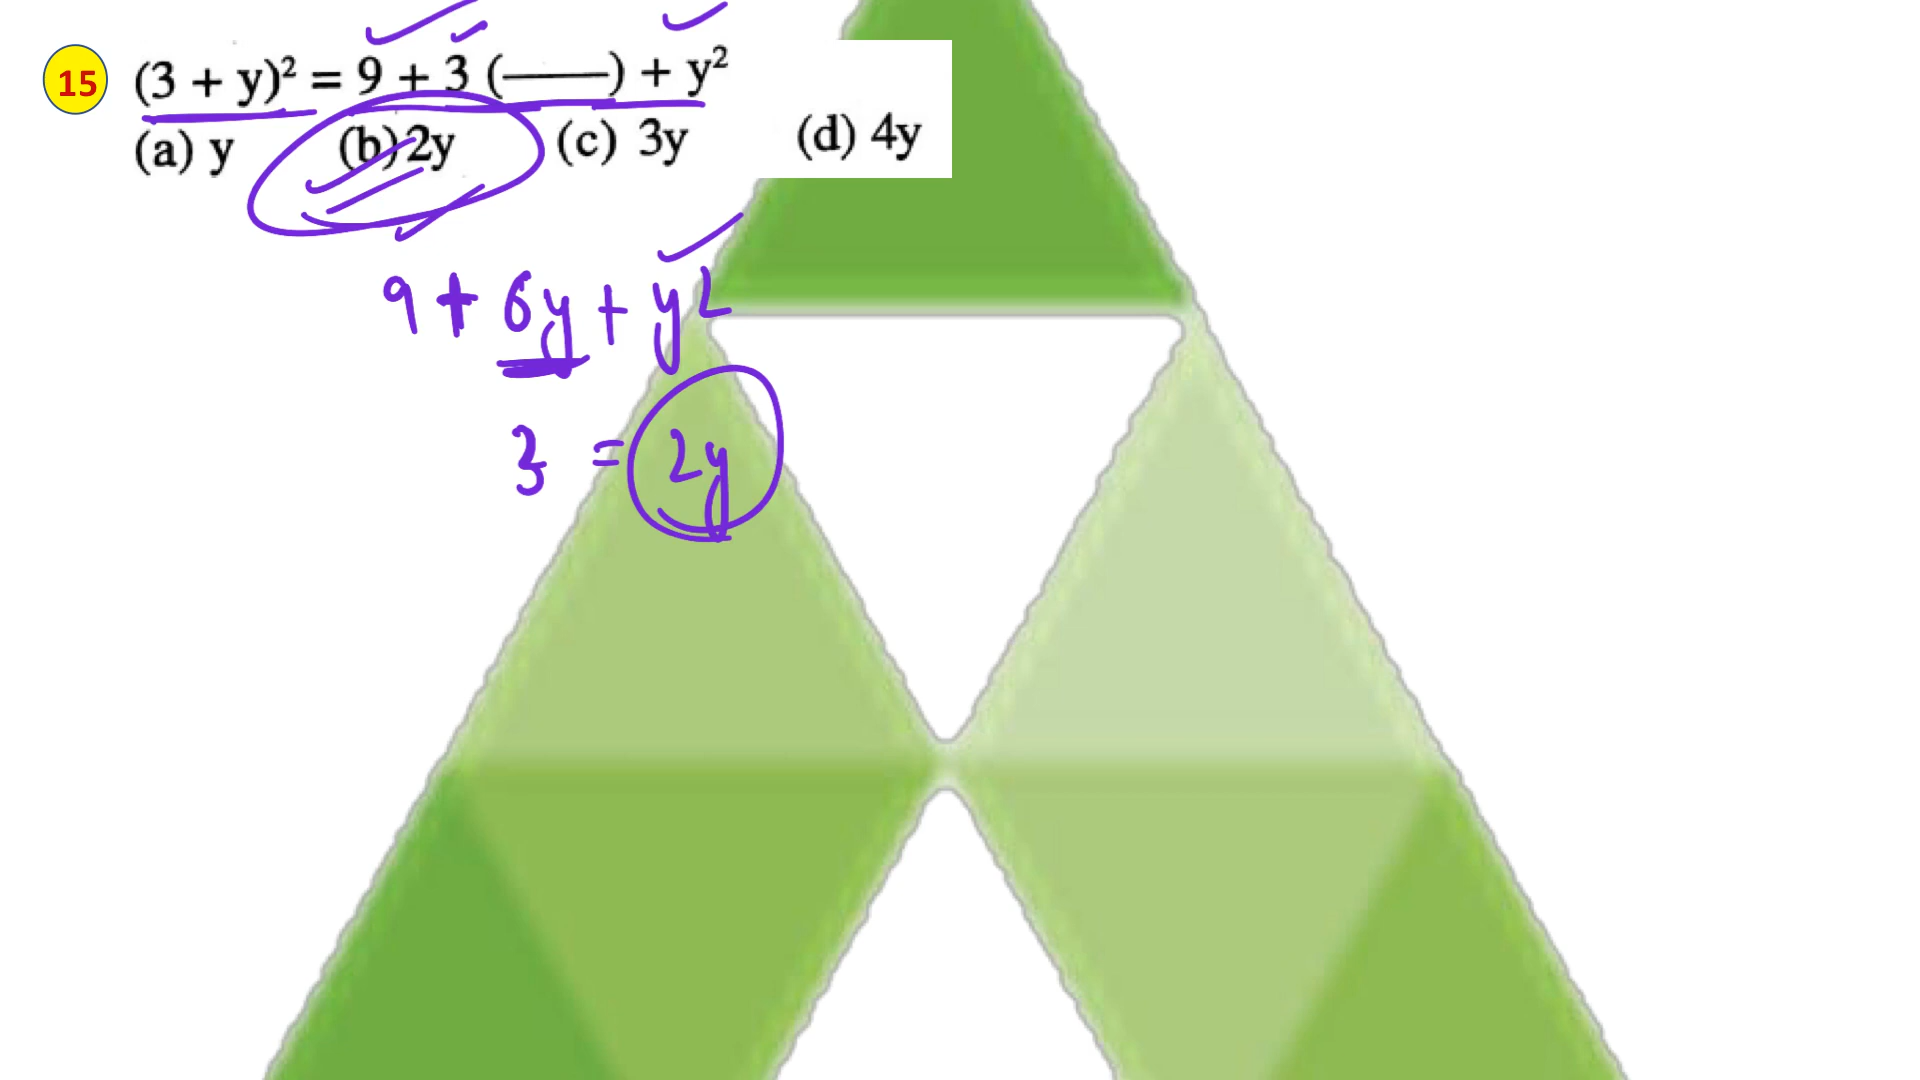 15 (3 + y)² = 9 + 3 (——) + y²
(a) y (b) 2y (c) 3y (d) 4y
9 + 6y + y2
3 = 2y